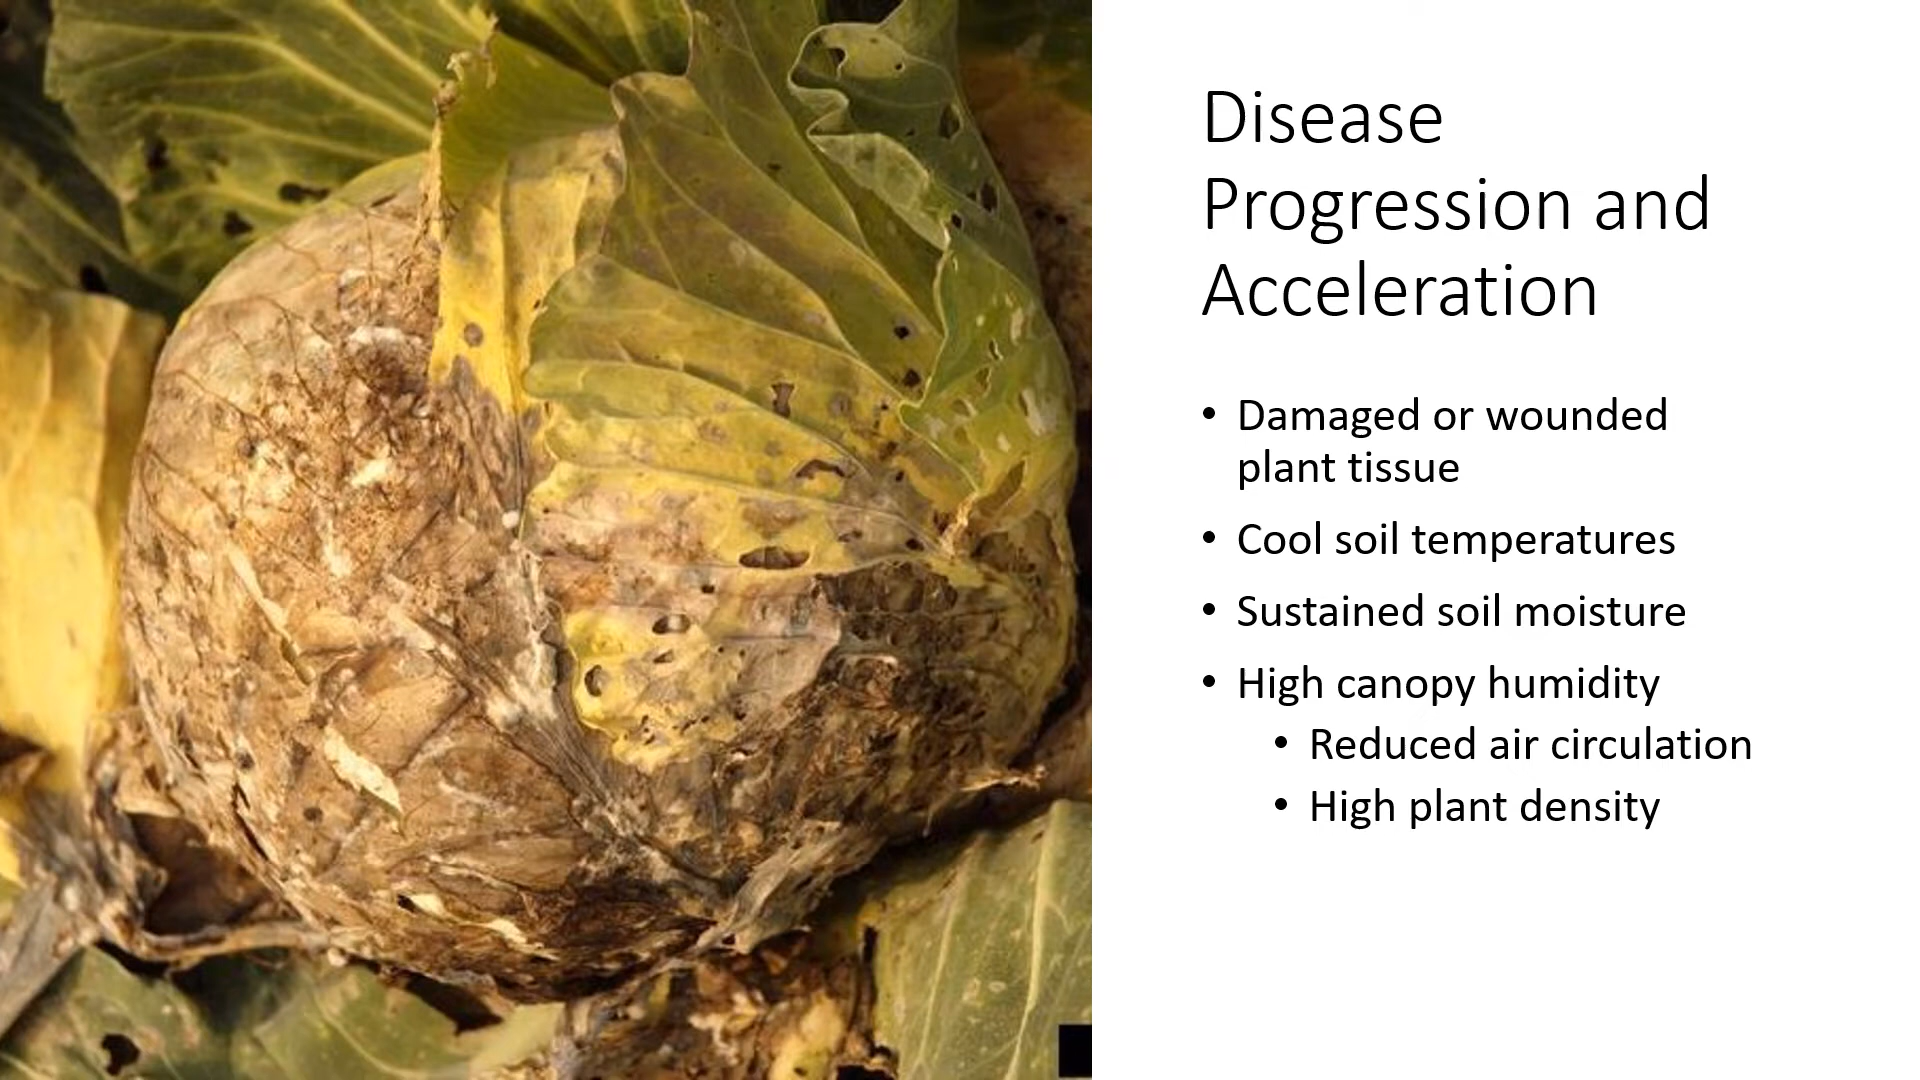 Disease
Progression and
Acceleration
• Damaged or wounded
plant tissue
• Cool soil temperatures
• Sustained soil moisture
• High canopy humidity
• Reduced air circulation
• High plant density